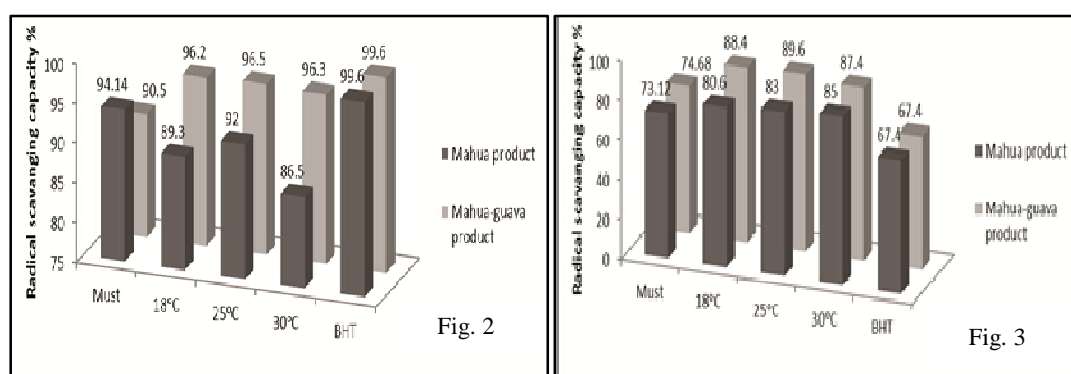 Radical scavanging capacity %
100
95
90
85
80
75
94.14
90.5
89.3
96.2
92
96.5
86.5
96.3
99.6
99.6
Must
18°C
25°C
30°C
BHT
Mahua product
Mahua-guava
product
Fig. 2
Radical scavanging capacity %
100
80
60
40
20
0
73.12
74.68
80.6
88.4
83
89.6
85
87.4
67.4
67.4
Must
18°C
25°C
30°C
BHT
Mahua product
Mahua-guava
product
Fig. 3